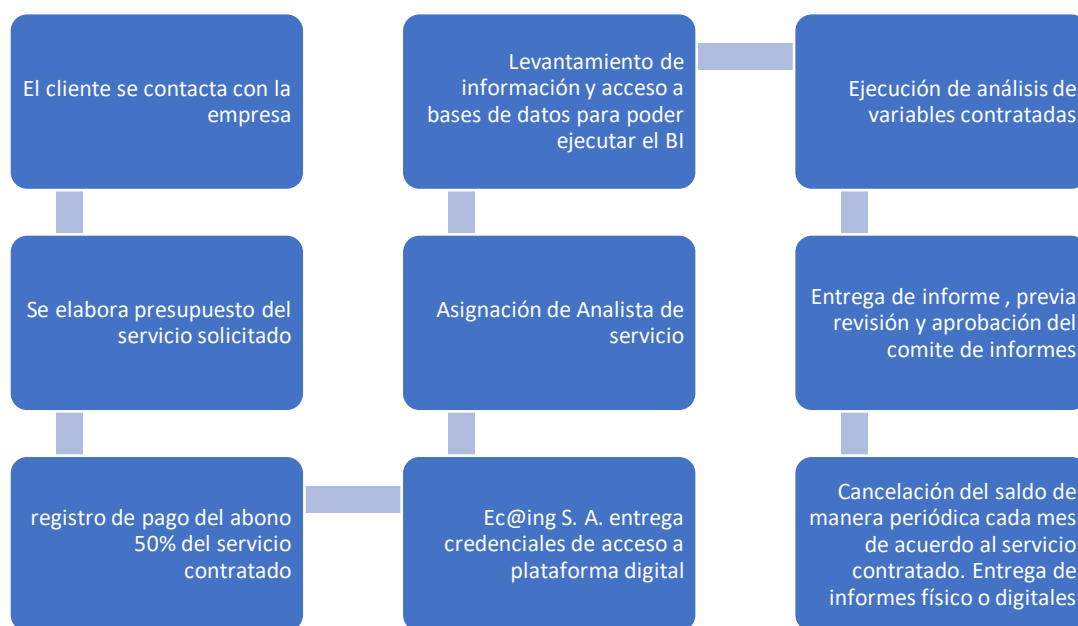 El cliente se contacta con la
empresa
Se elabora presupuesto del
servicio solicitado
registro de pago del abono
50% del servicio
contratado
Ec@ing S. A. entrega
credenciales de acceso a
plataforma digital
Asignación de Analista de
servicio
Levantamiento de
información y acceso a
bases de datos para poder
ejecutar el BI
Ejecución de análisis de
variables contratadas
Entrega de informe , previa
revisión y aprobación del
comite de informes
Cancelación del saldo de
manera periódica cada mes
de acuerdo al servicio
contratado. Entrega de
informes físico o digitales